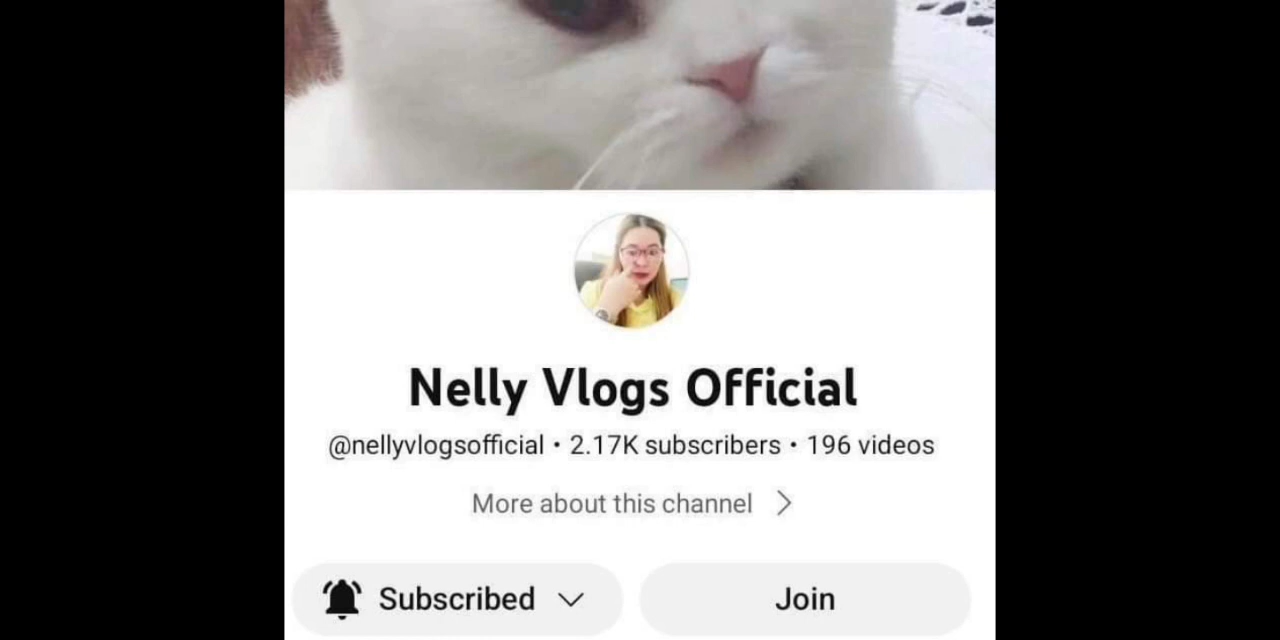 Nelly Vlogs Official
@nellyvlogsofficial • 2.17K subscribers • 196 videos
More about this channel
Subscribed
Join